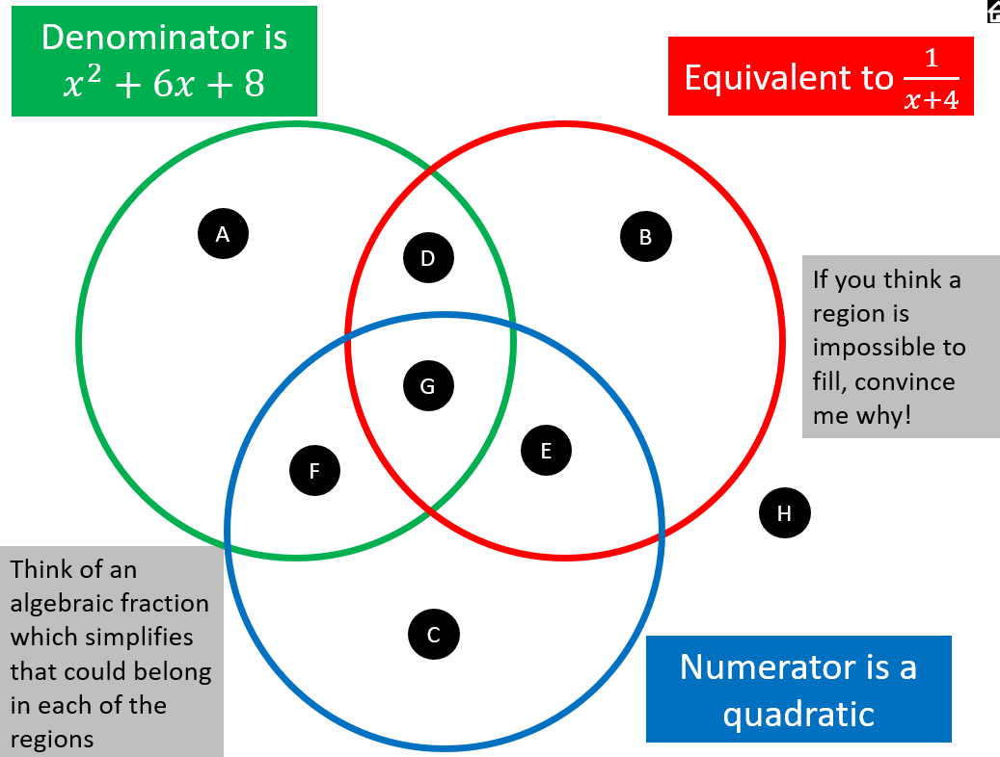 Denominator is
𝑥² + 6𝑥 + 8
Equivalent to 1/(𝑥+4)
A
D
B
G
F
E
H
C
If you think a
region is
impossible to
fill, convince
me why!
Think of an
algebraic fraction
which simplifies
that could belong
in each of the
regions
Numerator is a
quadratic